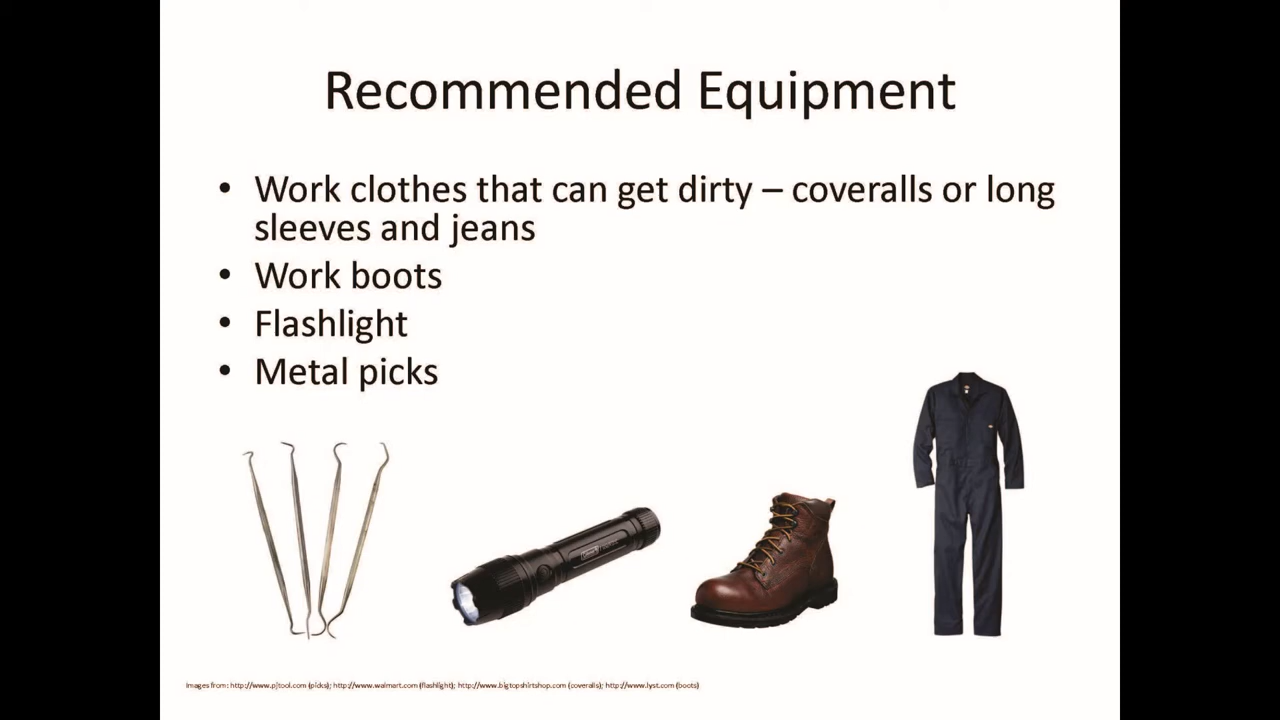 Recommended Equipment
• Work clothes that can get dirty – coveralls or long
sleeves and jeans
• Work boots
• Flashlight
• Metal picks
Images from: http://www.pjtool.com (picks); http://www.walmart.com (flashlight); http://www.bigtopshirtshop.com (coveralls); http://www.lyst.com (boots)